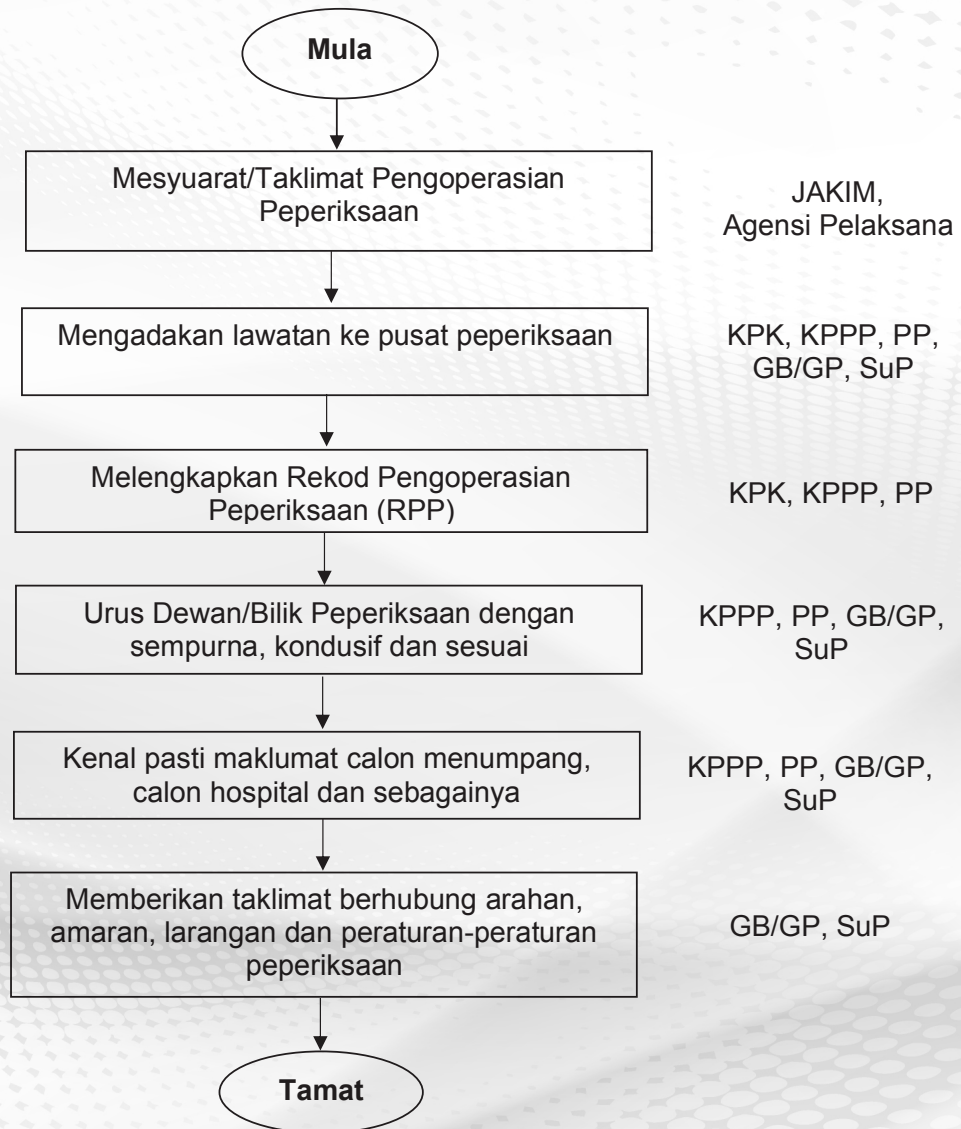 Mula
Mesyuarat/Taklimat Pengoperasian
Peperiksaan
JAKIM,
Agensi Pelaksana
Mengadakan lawatan ke pusat peperiksaan
KPK, KPPP, PP,
GB/GP, SuP
Melengkapkan Rekod Pengoperasian
Peperiksaan (RPP)
KPK, KPPP, PP
Urus Dewan/Bilik Peperiksaan dengan
sempurna, kondusif dan sesuai
KPPP, PP, GB/GP,
SuP
Kenal pasti maklumat calon menumpang,
calon hospital dan sebagainya
KPPP, PP, GB/GP,
SuP
Memberikan taklimat berhubung arahan,
amaran, larangan dan peraturan-peraturan
peperiksaan
GB/GP, SuP
Tamat